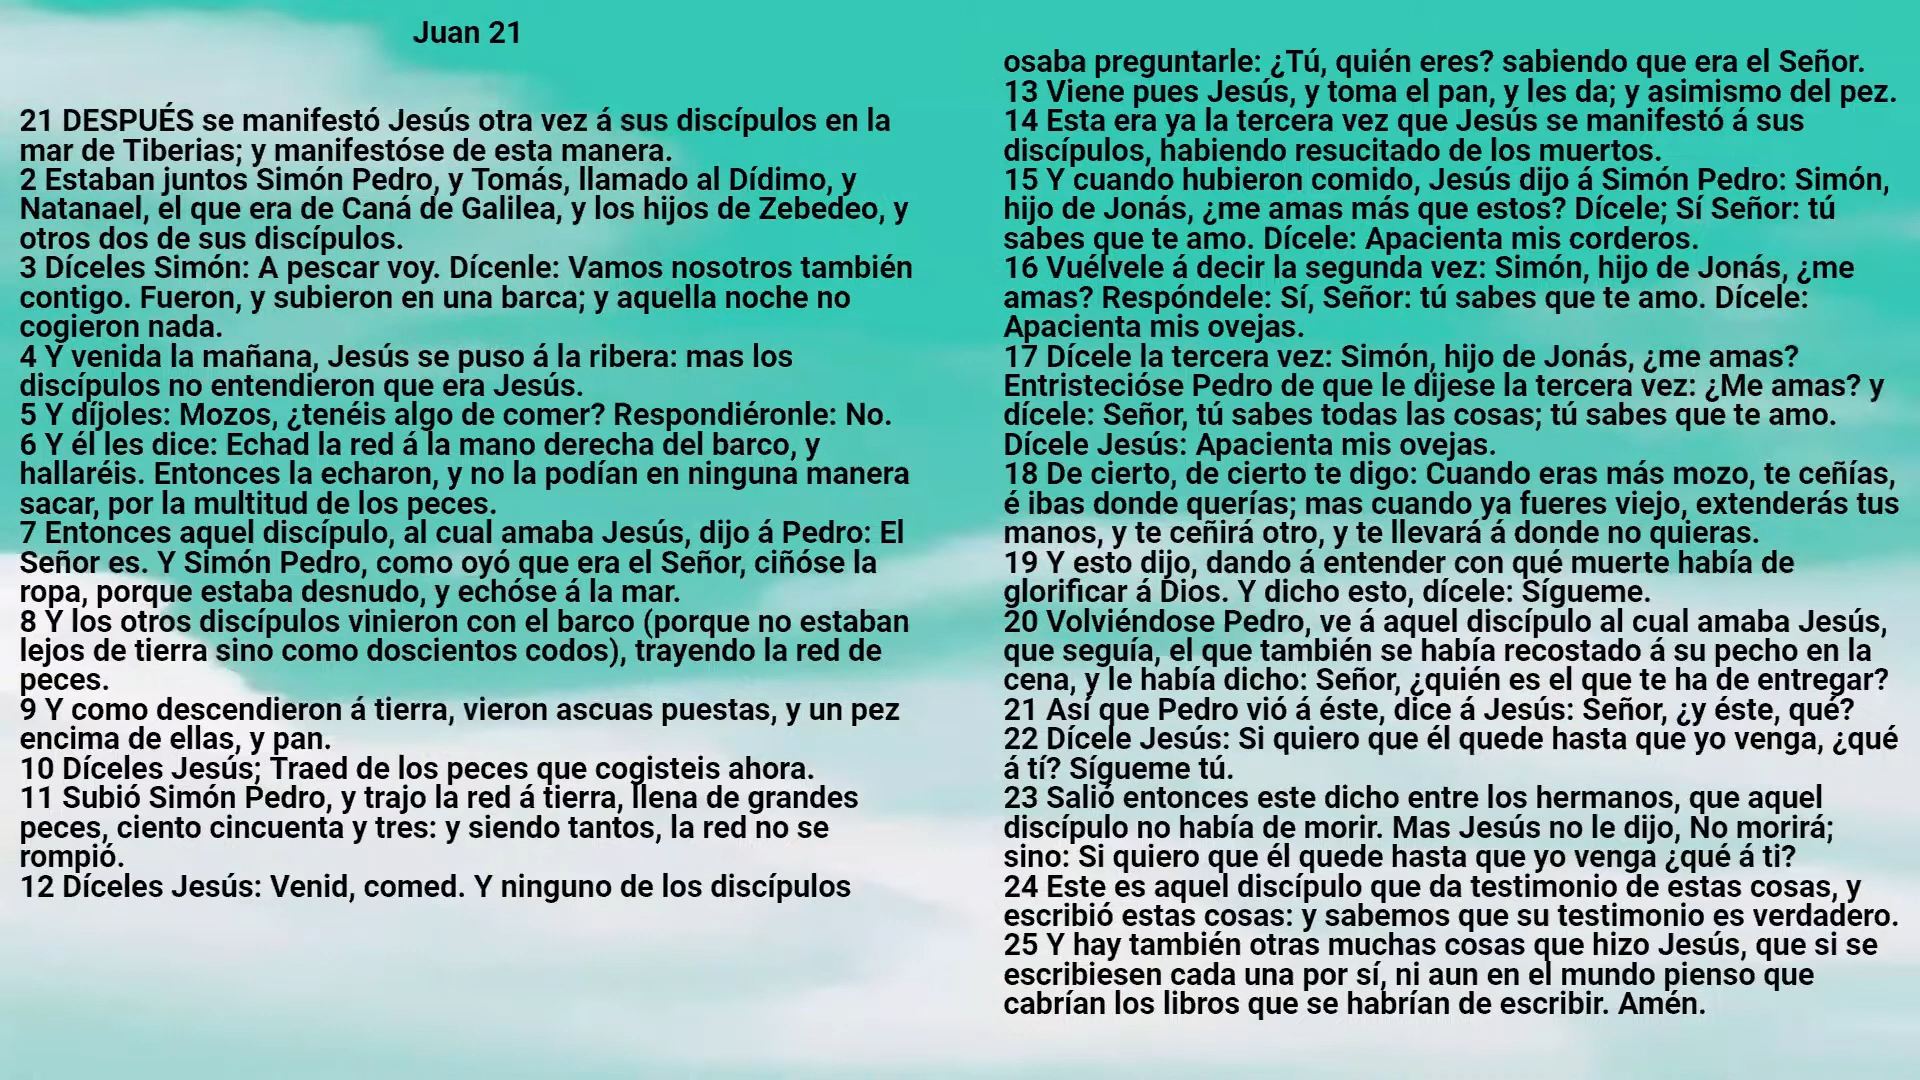 Juan 21
21 DESPUÉS se manifestó Jesús otra vez á sus discípulos en la
mar de Tiberias; y manifestóse de esta manera.
2 Estaban juntos Simón Pedro, y Tomás, llamado al Dídimo, y
Natanael, el que era de Caná de Galilea, y los hijos de Zebedeo, y
otros dos de sus discípulos.
3 Díceles Simón: A pescar voy. Dícenle: Vamos nosotros también
contigo. Fueron, y subieron en una barca; y aquella noche no
cogieron nada.
4 Y venida la mañana, Jesús se puso á la ribera: mas los
discípulos no entendieron que era Jesús.
5 Y díjoles: Mozos, ¿tenéis algo de comer? Respondiéronle: No.
6 Y él les dice: Echad la red á la mano derecha del barco, y
hallaréis. Entonces la echaron, y no la podían en ninguna manera
sacar, por la multitud de los peces.
7 Entonces aquel discípulo, al cual amaba Jesús, dijo á Pedro: El
Señor es. Y Simón Pedro, como oyó que era el Señor, ciñóse la
ropa, porque estaba desnudo, y echóse á la mar.
8 Y los otros discípulos vinieron con el barco (porque no estaban
lejos de tierra sino como doscientos codos), trayendo la red de
peces.
9 Y como descendieron á tierra, vieron ascuas puestas, y un pez
encima de ellas, y pan.
10 Díceles Jesús; Traed de los peces que cogisteis ahora.
11 Subió Simón Pedro, y trajo la red á tierra, llena de grandes
peces, ciento cincuenta y tres: y siendo tantos, la red no se
rompió.
12 Díceles Jesús: Venid, comed. Y ninguno de los discípulos
osaba preguntarle: ¿Tú, quién eres? sabiendo que era el Señor.
13 Viene pues Jesús, y toma el pan, y les da; y asimismo del pez.
14 Esta era ya la tercera vez que Jesús se manifestó á sus
discípulos, habiendo resucitado de los muertos.
15 Y cuando hubieron comido, Jesús dijo á Simón Pedro: Simón,
hijo de Jonás, ¿me amas más que estos? Dícele; Sí Señor: tú
sabes que te amo. Dícele: Apacienta mis corderos.
16 Vuélvele á decir la segunda vez: Simón, hijo de Jonás, ¿me
amas? Respóndele: Sí, Señor: tú sabes que te amo. Dícele:
Apacienta mis ovejas.
17 Dícele la tercera vez: Simón, hijo de Jonás, ¿me amas?
Entristecióse Pedro de que le dijese la tercera vez: ¿Me amas? y
dícele: Señor, tú sabes todas las cosas; tú sabes que te amo.
Dícele Jesús: Apacienta mis ovejas.
18 De cierto, de cierto te digo: Cuando eras más mozo, te ceñías,
é ibas donde querías; mas cuando ya fueres viejo, extenderás tus
manos, y te ceñirá otro, y te llevará á donde no quieras.
19 Y esto dijo, dando á entender con qué muerte había de
glorificar á Dios. Y dicho esto, dícele: Sígueme.
20 Volviéndose Pedro, ve á aquel discípulo al cual amaba Jesús,
que seguía, el que también se había recostado á su pecho en la
cena, y le había dicho: Señor, ¿quién es el que te ha de entregar?
21 Así que Pedro vió á éste, dice á Jesús: Señor, ¿y éste, qué?
22 Dícele Jesús: Si quiero que él quede hasta que yo venga, ¿qué
á tí? Sígueme tú.
23 Salió entonces este dicho entre los hermanos, que aquel
discípulo no había de morir. Mas Jesús no le dijo, No morirá;
sino: Si quiero que él quede hasta que yo venga ¿qué á ti?
24 Este es aquel discípulo que da testimonio de estas cosas, y
escribió estas cosas: y sabemos que su testimonio es verdadero.
25 Y hay también otras muchas cosas que hizo Jesús, que si se
escribiesen cada una por sí, ni aun en el mundo pienso que
cabrían los libros que se habrían de escribir. Amén.